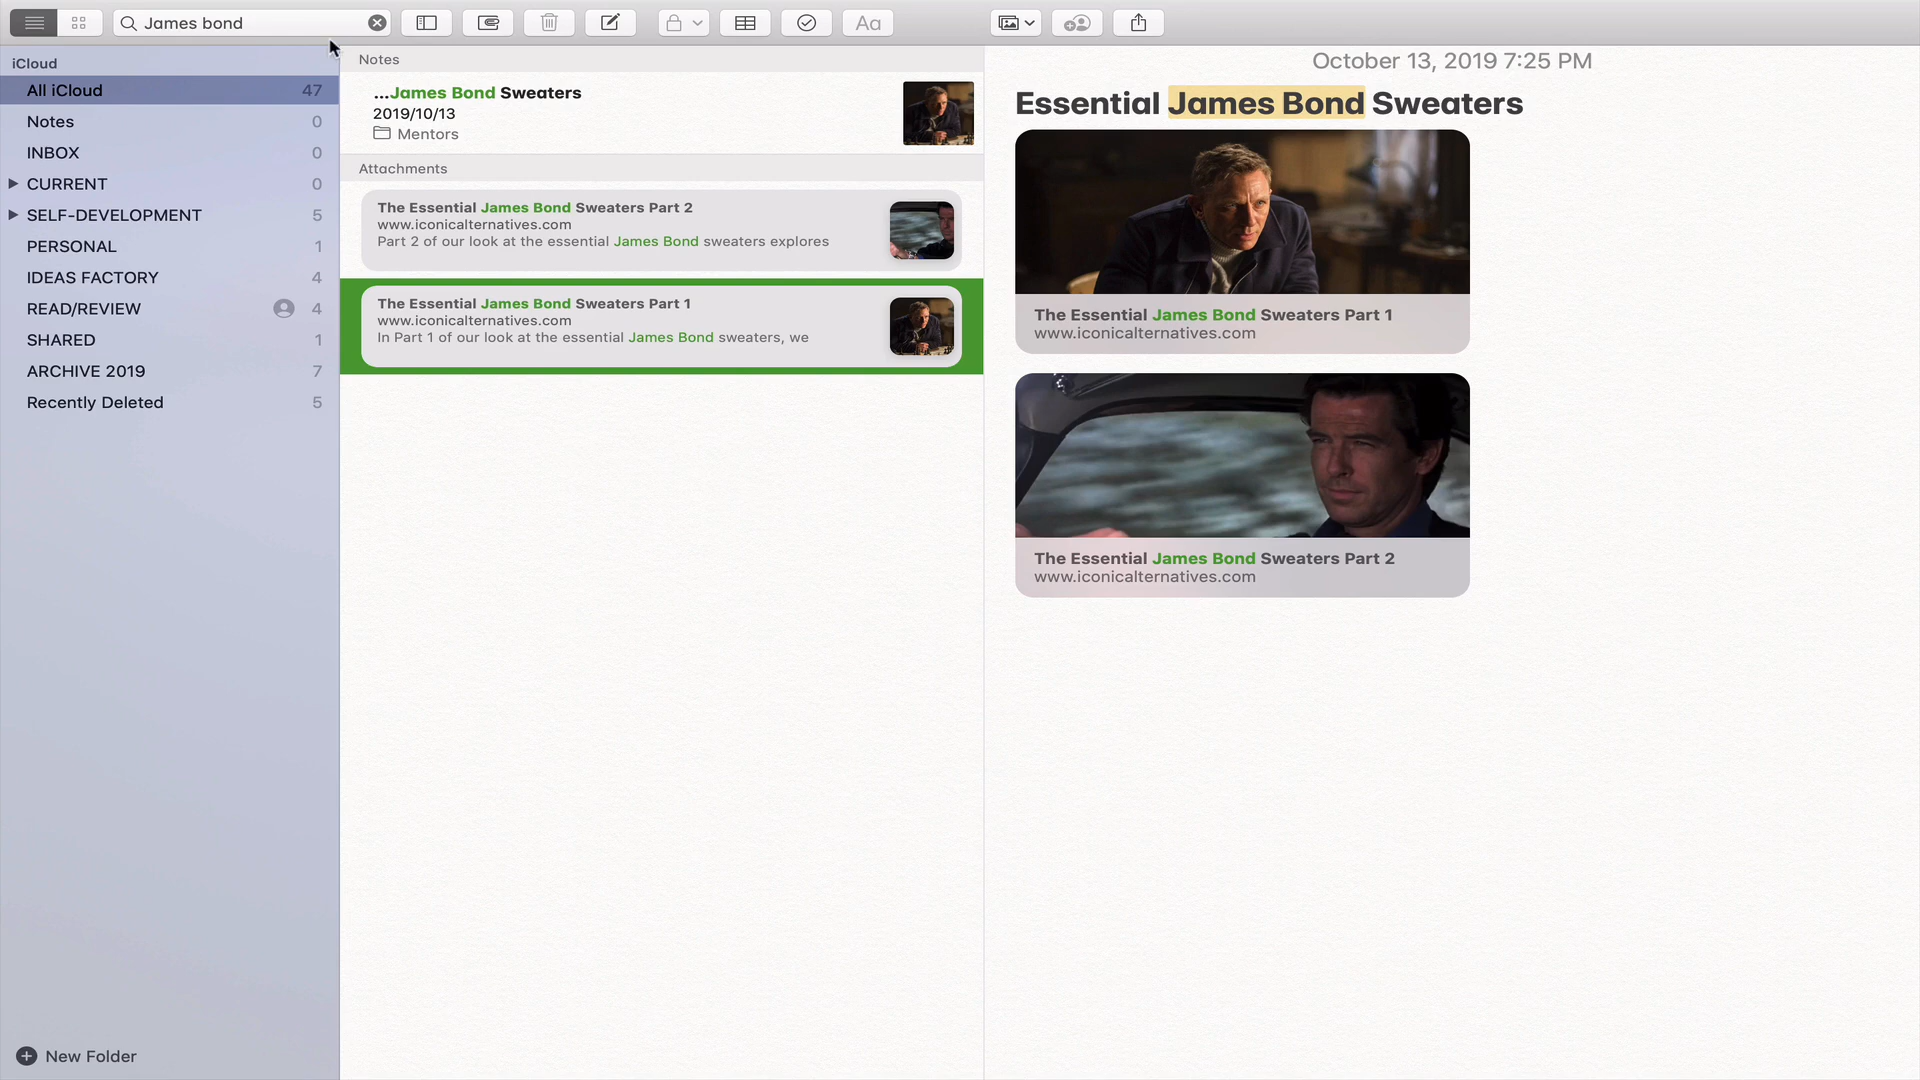 James bond
Aa
iCloud
All iCloud 47
Notes 0
INBOX 0
CURRENT 0
SELF-DEVELOPMENT 5
PERSONAL 1
IDEAS FACTORY 4
READ/REVIEW 4
SHARED 1
ARCHIVE 2019 7
Recently Deleted 5
New Folder
Notes
...James Bond Sweaters
2019/10/13
Mentors
Attachments
The Essential James Bond Sweaters Part 2
www.iconicalternatives.com
Part 2 of our look at the essential James Bond sweaters explores
The Essential James Bond Sweaters Part 1
www.iconicalternatives.com
In Part 1 of our look at the essential James Bond sweaters, we
October 13, 2019 7:25 PM
Essential James Bond Sweaters
The Essential James Bond Sweaters Part 1
www.iconicalternatives.com
The Essential James Bond Sweaters Part 2
www.iconicalternatives.com